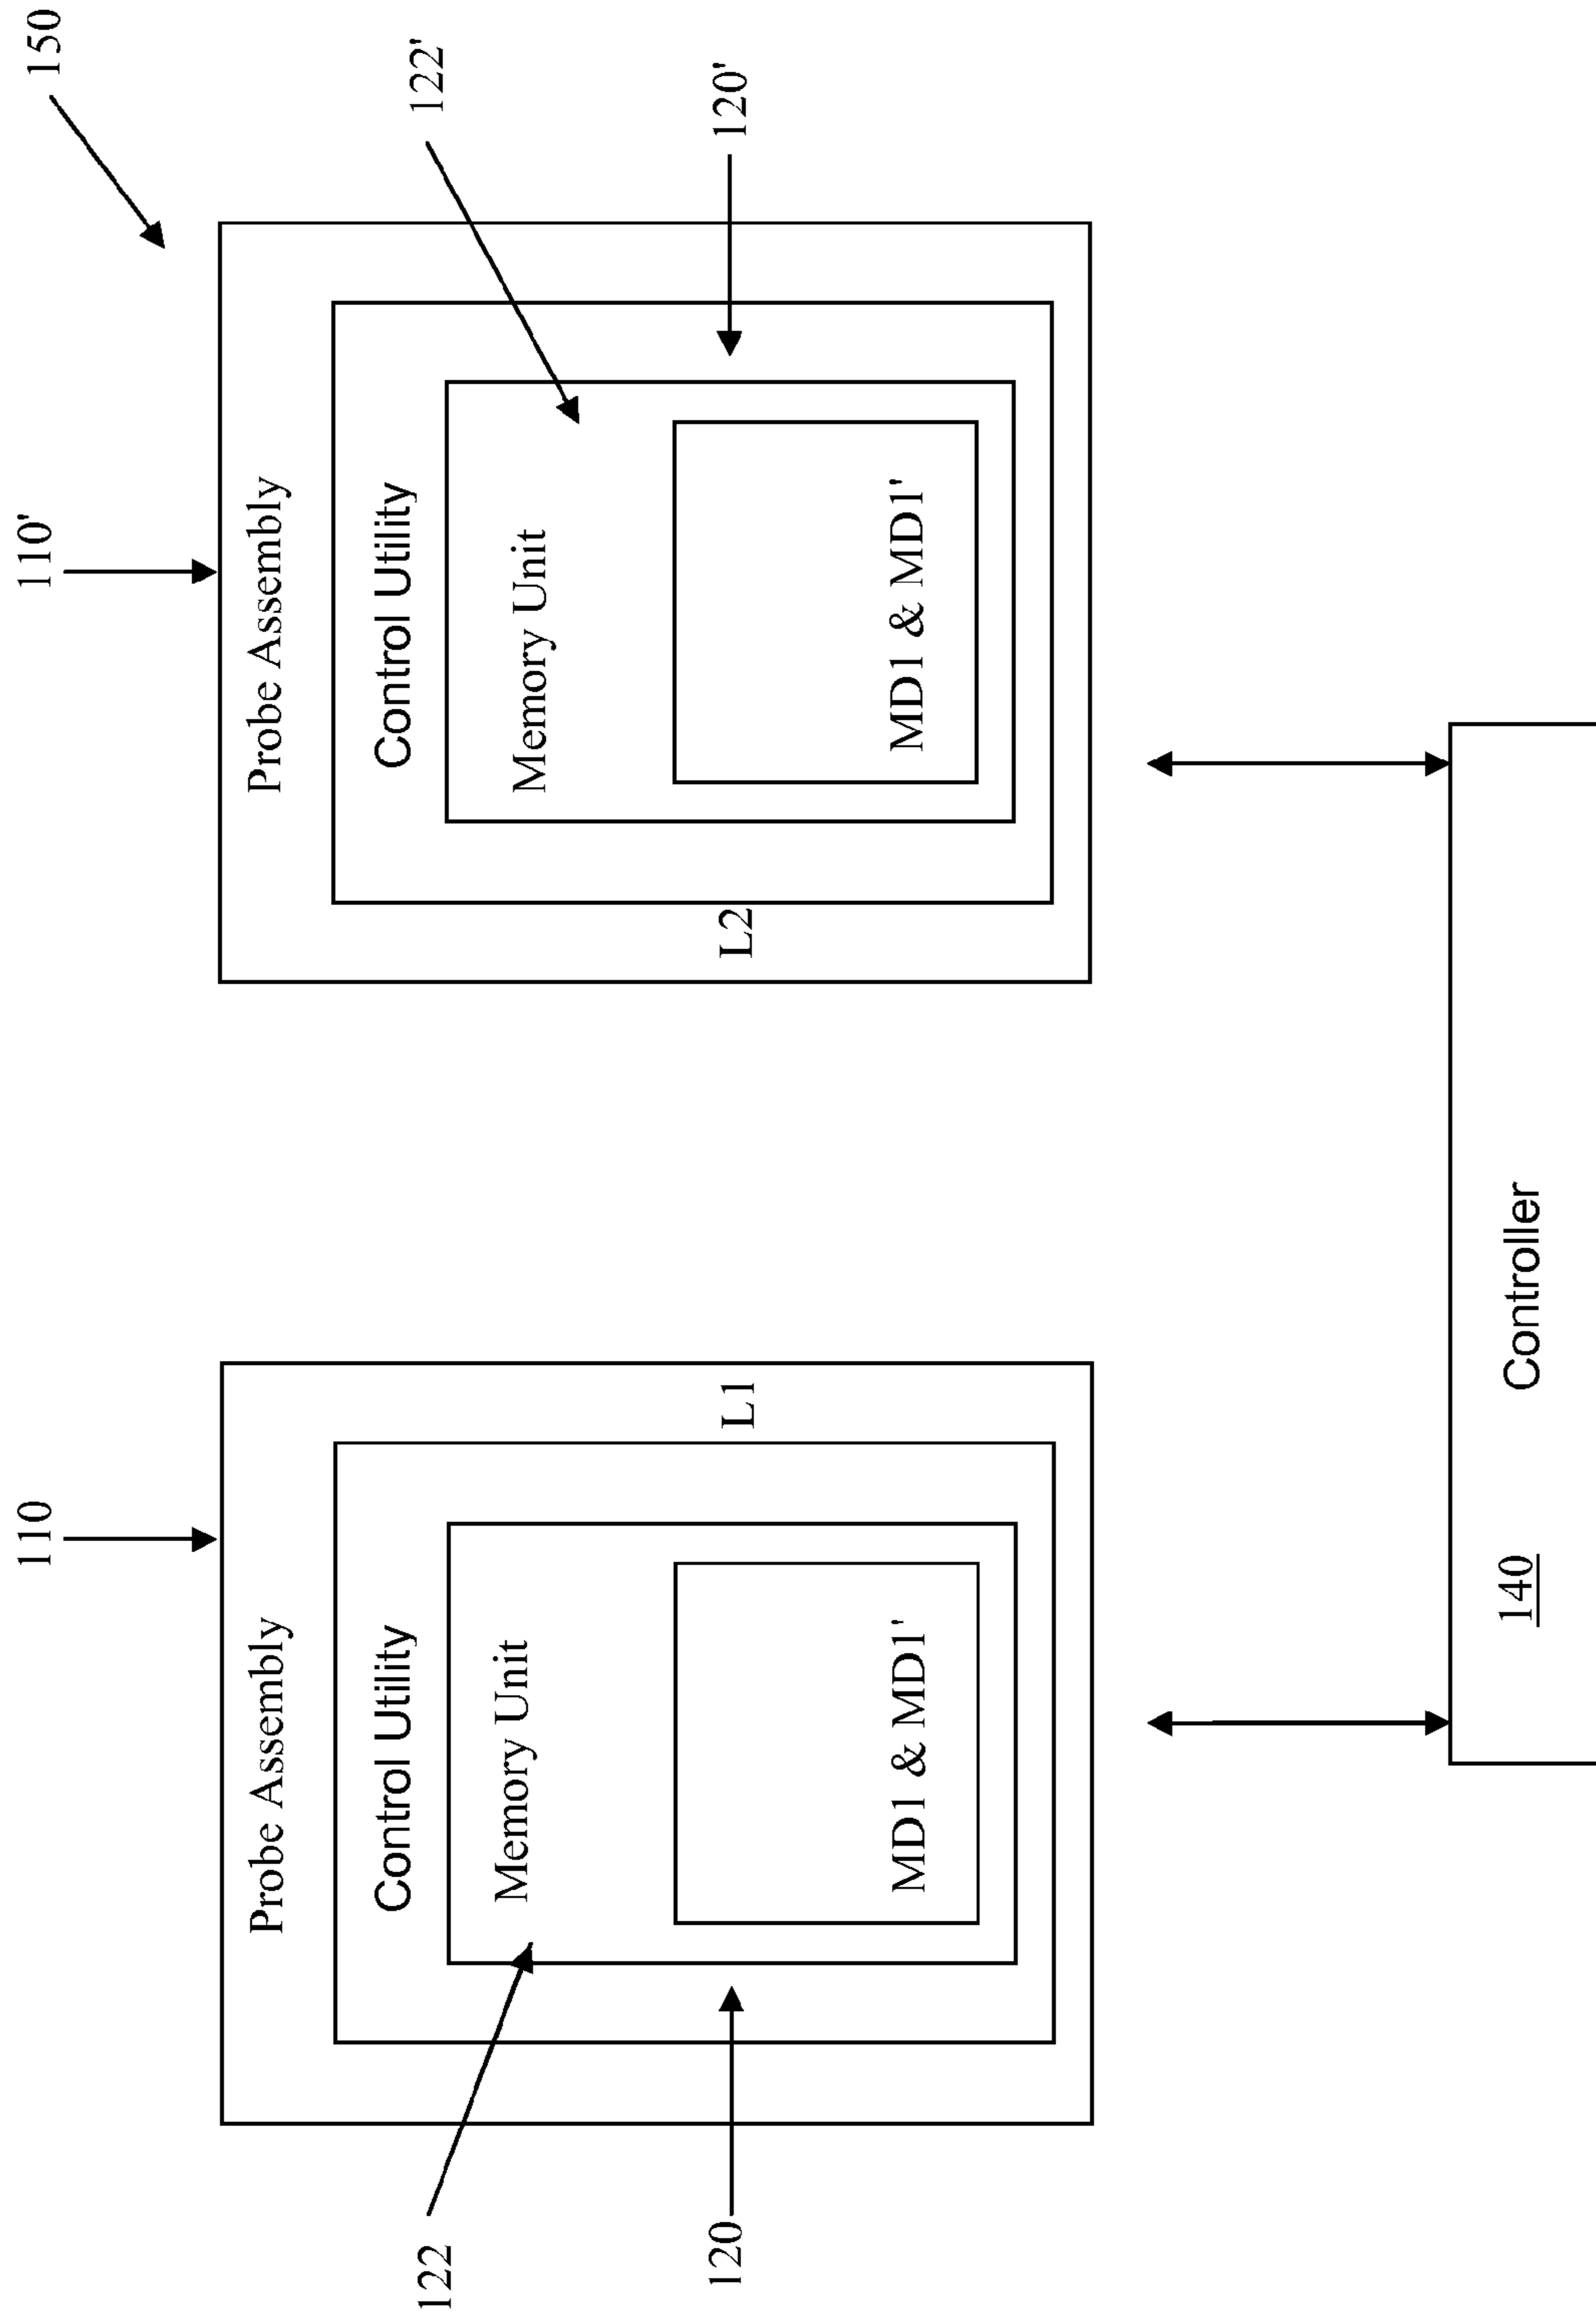 150
110
110'
Probe Assembly
Probe Assembly
Control Utility
Control Utility
122
122'
Memory Unit
Memory Unit
120
L1
L2
120'
MD1 & MD1'
MD1 & MD1'
140
Controller